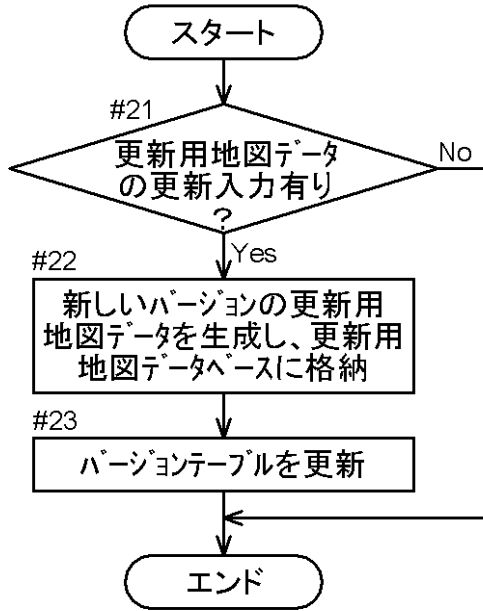 スタート
#21
更新用地図データ
の更新入力有り
?
No
Yes
#22
新しいバージョンの更新用
地図データを生成し、更新用
地図データベースに格納
#23
バージョンテーブルを更新
エンド